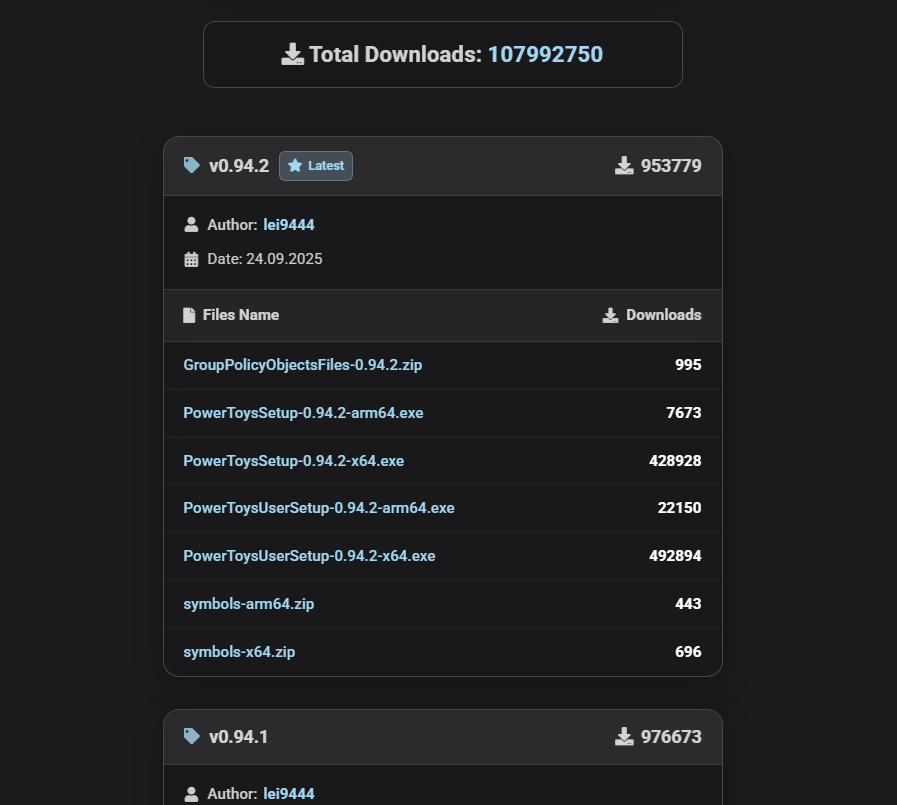 Total Downloads: 107992750
v0.94.2 Latest 953779
Author: lei9444
Date: 24.09.2025
Files Name Downloads
GroupPolicyObjectsFiles-0.94.2.zip 995
PowerToysSetup-0.94.2-arm64.exe 7673
PowerToysSetup-0.94.2-x64.exe 428928
PowerToysUserSetup-0.94.2-arm64.exe 22150
PowerToysUserSetup-0.94.2-x64.exe 492894
symbols-arm64.zip 443
symbols-x64.zip 696
v0.94.1 976673
Author: lei9444